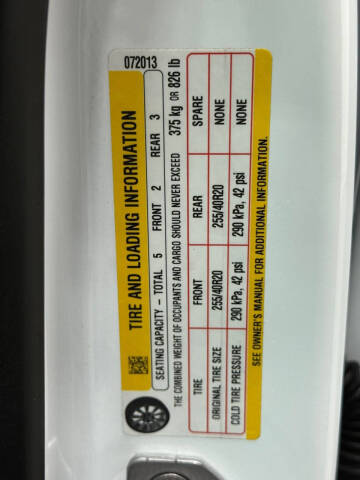 072013
TIRE AND LOADING INFORMATION
SEATING CAPACITY – TOTAL 5 FRONT 2 REAR 3
THE COMBINED WEIGHT OF OCCUPANTS AND CARGO SHOULD NEVER EXCEED 375 kg OR 826 lb
TIRE FRONT REAR SPARE
ORIGINAL TIRE SIZE 255/40R20 255/40R20 NONE
COLD TIRE PRESSURE 290 kPa, 42 psi 290 kPa, 42 psi NONE
SEE OWNER'S MANUAL FOR ADDITIONAL INFORMATION.